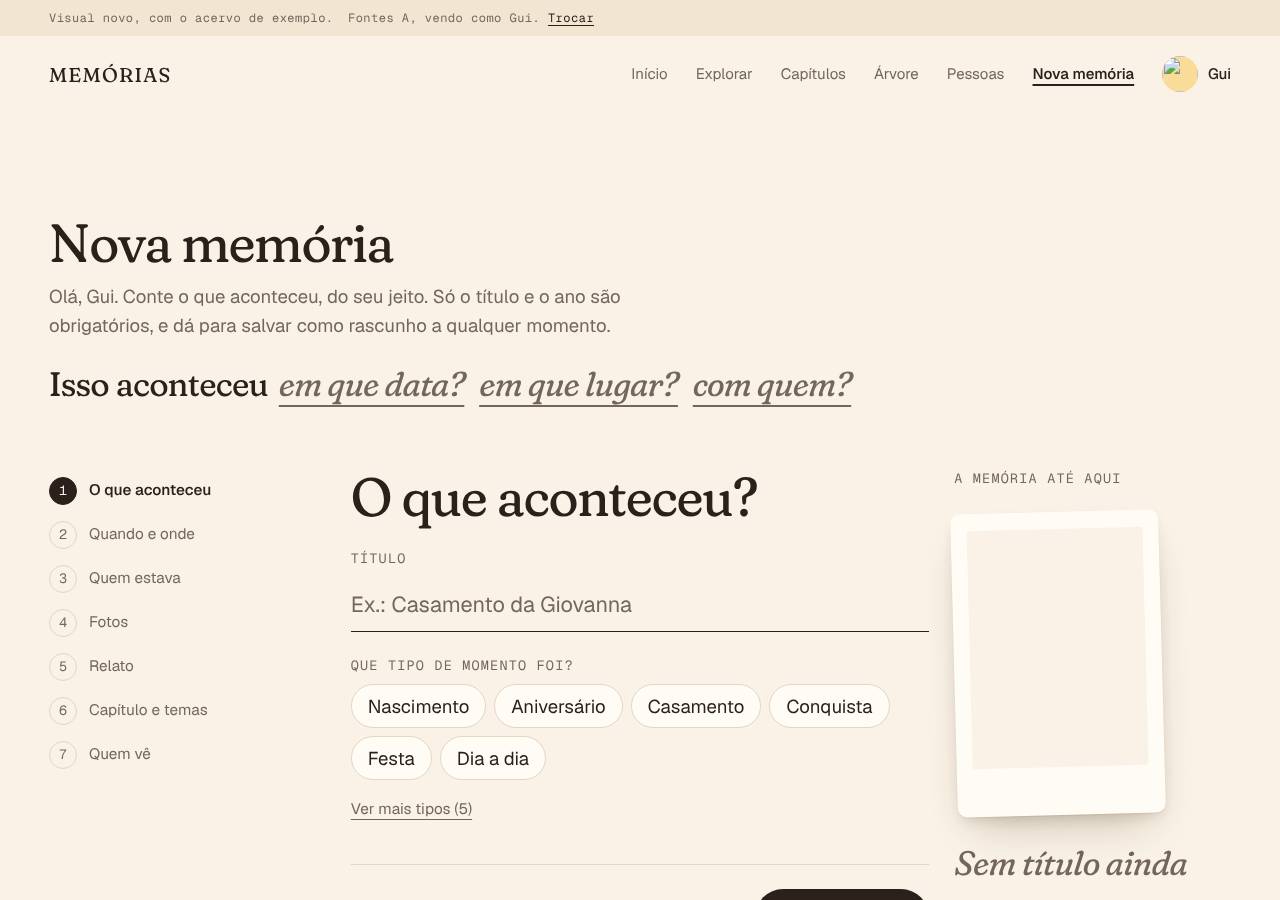 Visual novo, com o acervo de exemplo. Fontes A, vendo como Gui. Trocar
MEMÓRIAS
Início Explorar Capítulos Árvore Pessoas Nova memória Gui
Nova memória
Olá, Gui. Conte o que aconteceu, do seu jeito. Só o título e o ano são
obrigatórios, e dá para salvar como rascunho a qualquer momento.
Isso aconteceu em que data? em que lugar? com quem?
1 O que aconteceu
2 Quando e onde
3 Quem estava
4 Fotos
5 Relato
6 Capítulo e temas
7 Quem vê
O que aconteceu?
TÍTULO
Ex.: Casamento da Giovanna
QUE TIPO DE MOMENTO FOI?
Nascimento Aniversário Casamento Conquista
Festa Dia a dia
Ver mais tipos (5)
A MEMÓRIA ATÉ AQUI
Sem título ainda